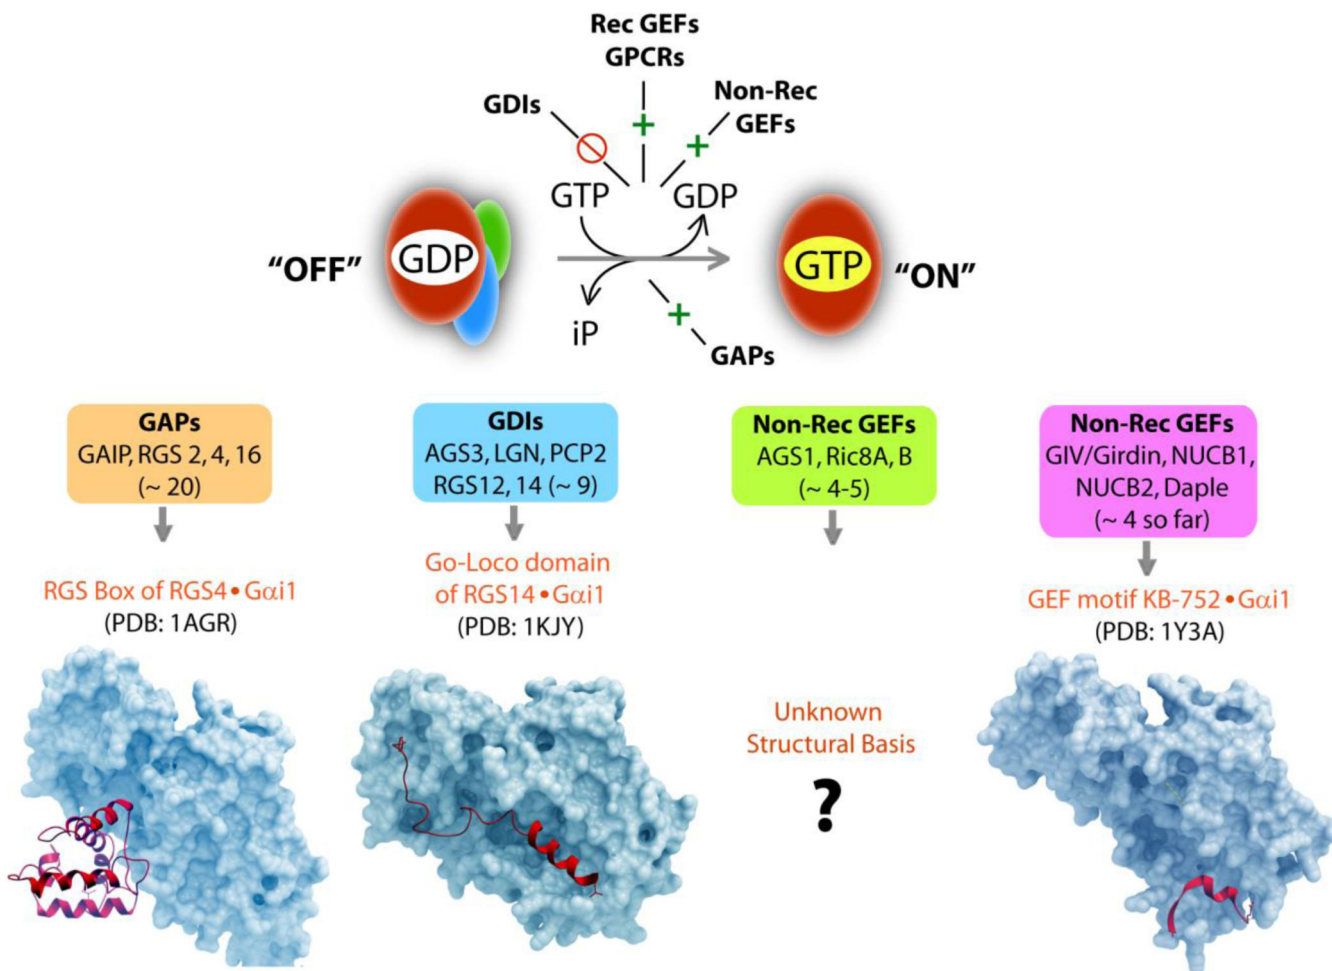 Rec GEFs
GPCRs
GDIs
Non-Rec
GEFs
+
+
GTP
GDP
“OFF”
GDP
GTP
“ON”
iP
+
GAPs
GAPs
GAIP, RGS 2, 4, 16
(~ 20)
GDIs
AGS3, LGN, PCP2
RGS12, 14 (~ 9)
Non-Rec GEFs
AGS1, Ric8A, B
(~ 4-5)
Non-Rec GEFs
GIV/Girdin, NUCB1,
NUCB2, Daple
(~ 4 so far)
RGS Box of RGS4•Gαi1
(PDB: 1AGR)
Go-Loco domain
of RGS14•Gαi1
(PDB: 1KJY)
Unknown
Structural Basis
?
GEF motif KB-752•Gαi1
(PDB: 1Y3A)